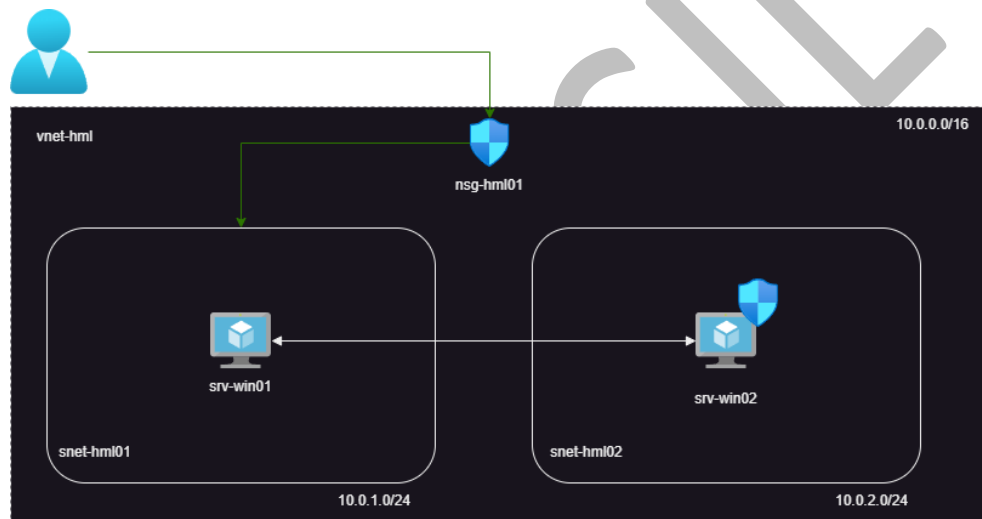 vnet-hml
10.0.0.0/16
nsg-hml01
srv-win01
srv-win02
snet-hml01
snet-hml02
10.0.1.0/24
10.0.2.0/24